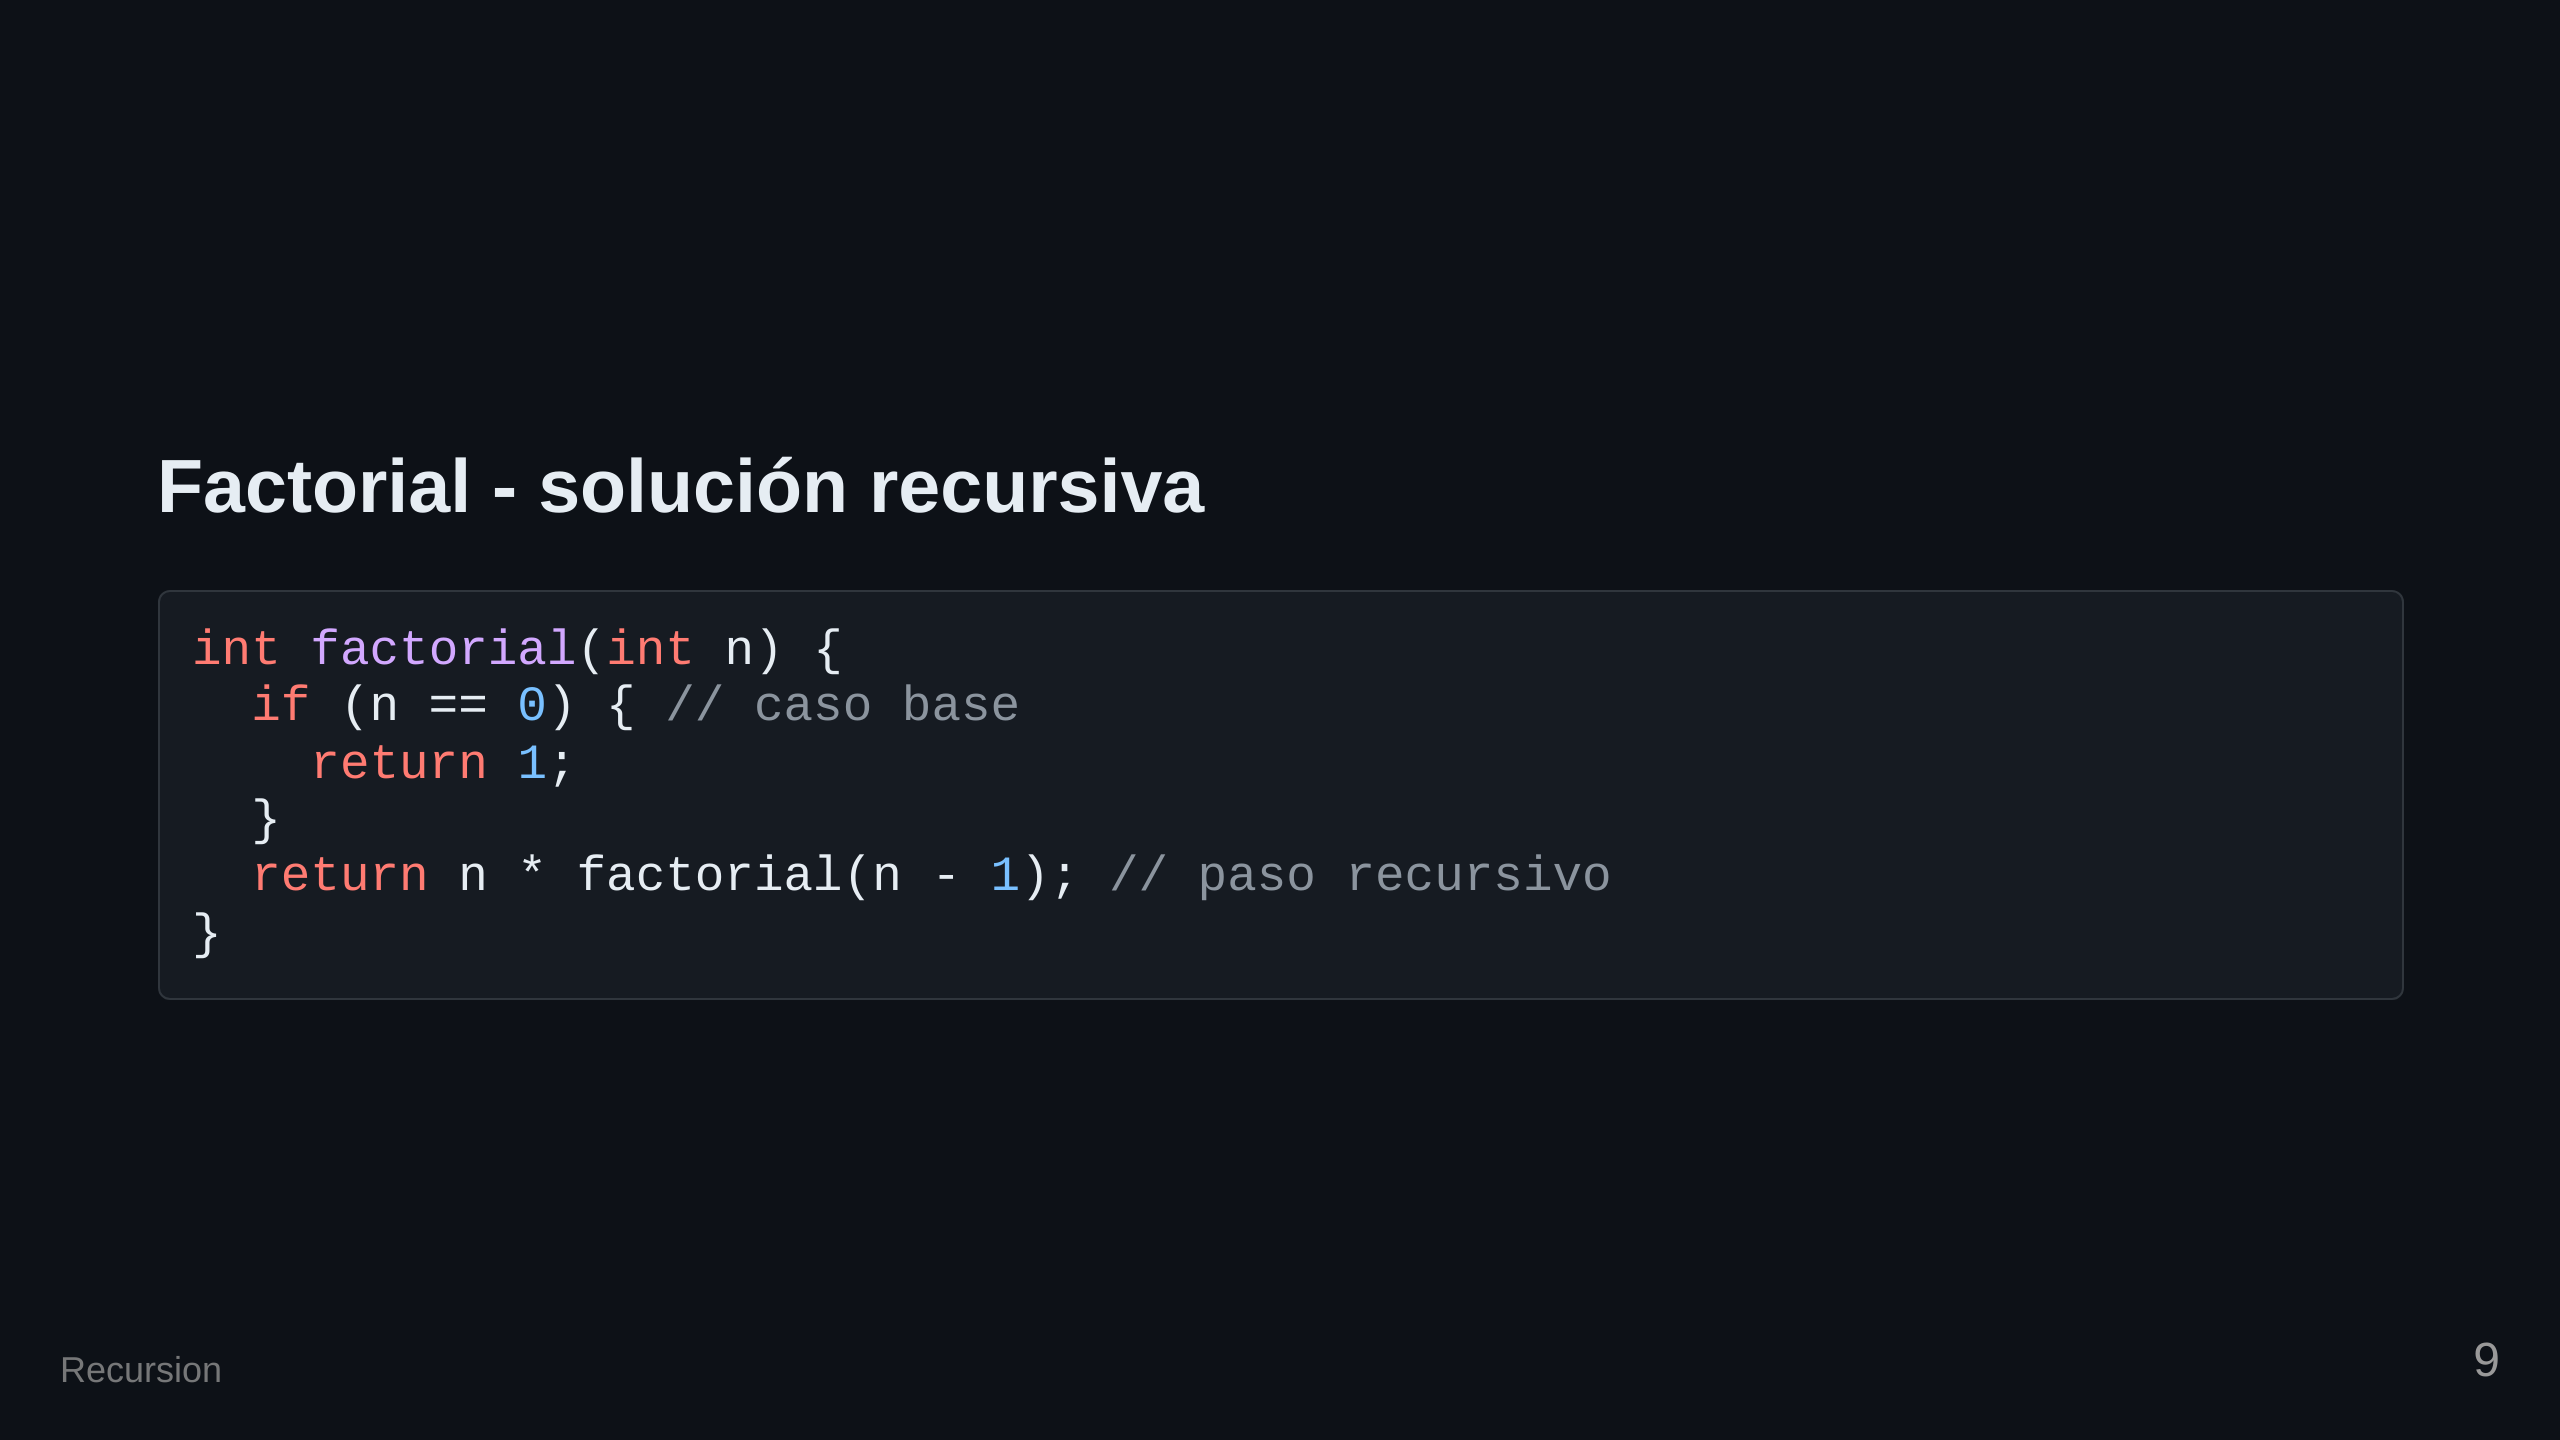 Factorial - solución recursiva
int factorial(int n) {
  if (n == 0) { // caso base
    return 1;
  }
  return n * factorial(n - 1); // paso recursivo
}
Recursion
9